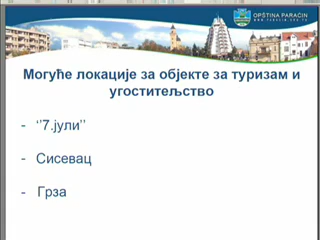 OPŠTINA PARAĆIN
Могуће локације за објекте за туризам и
угоститељство
- ‘’7.јули’’
- Сисевац
- Грза